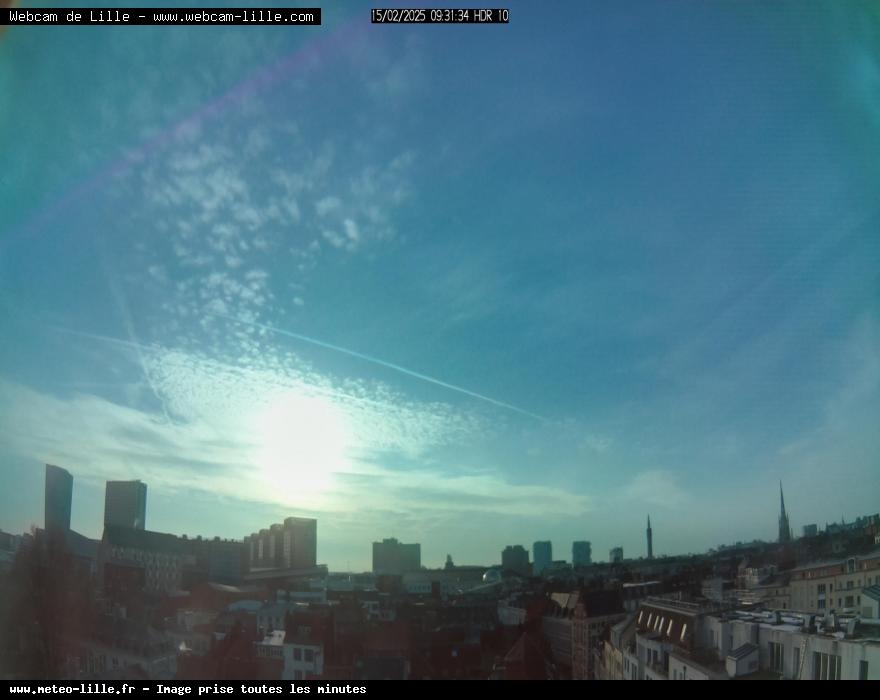 Webcam de Lille - www.webcam-lille.com
15/02/2025 09:31:34 HDR 10
www.meteo-lille.fr - Image prise toutes les minutes